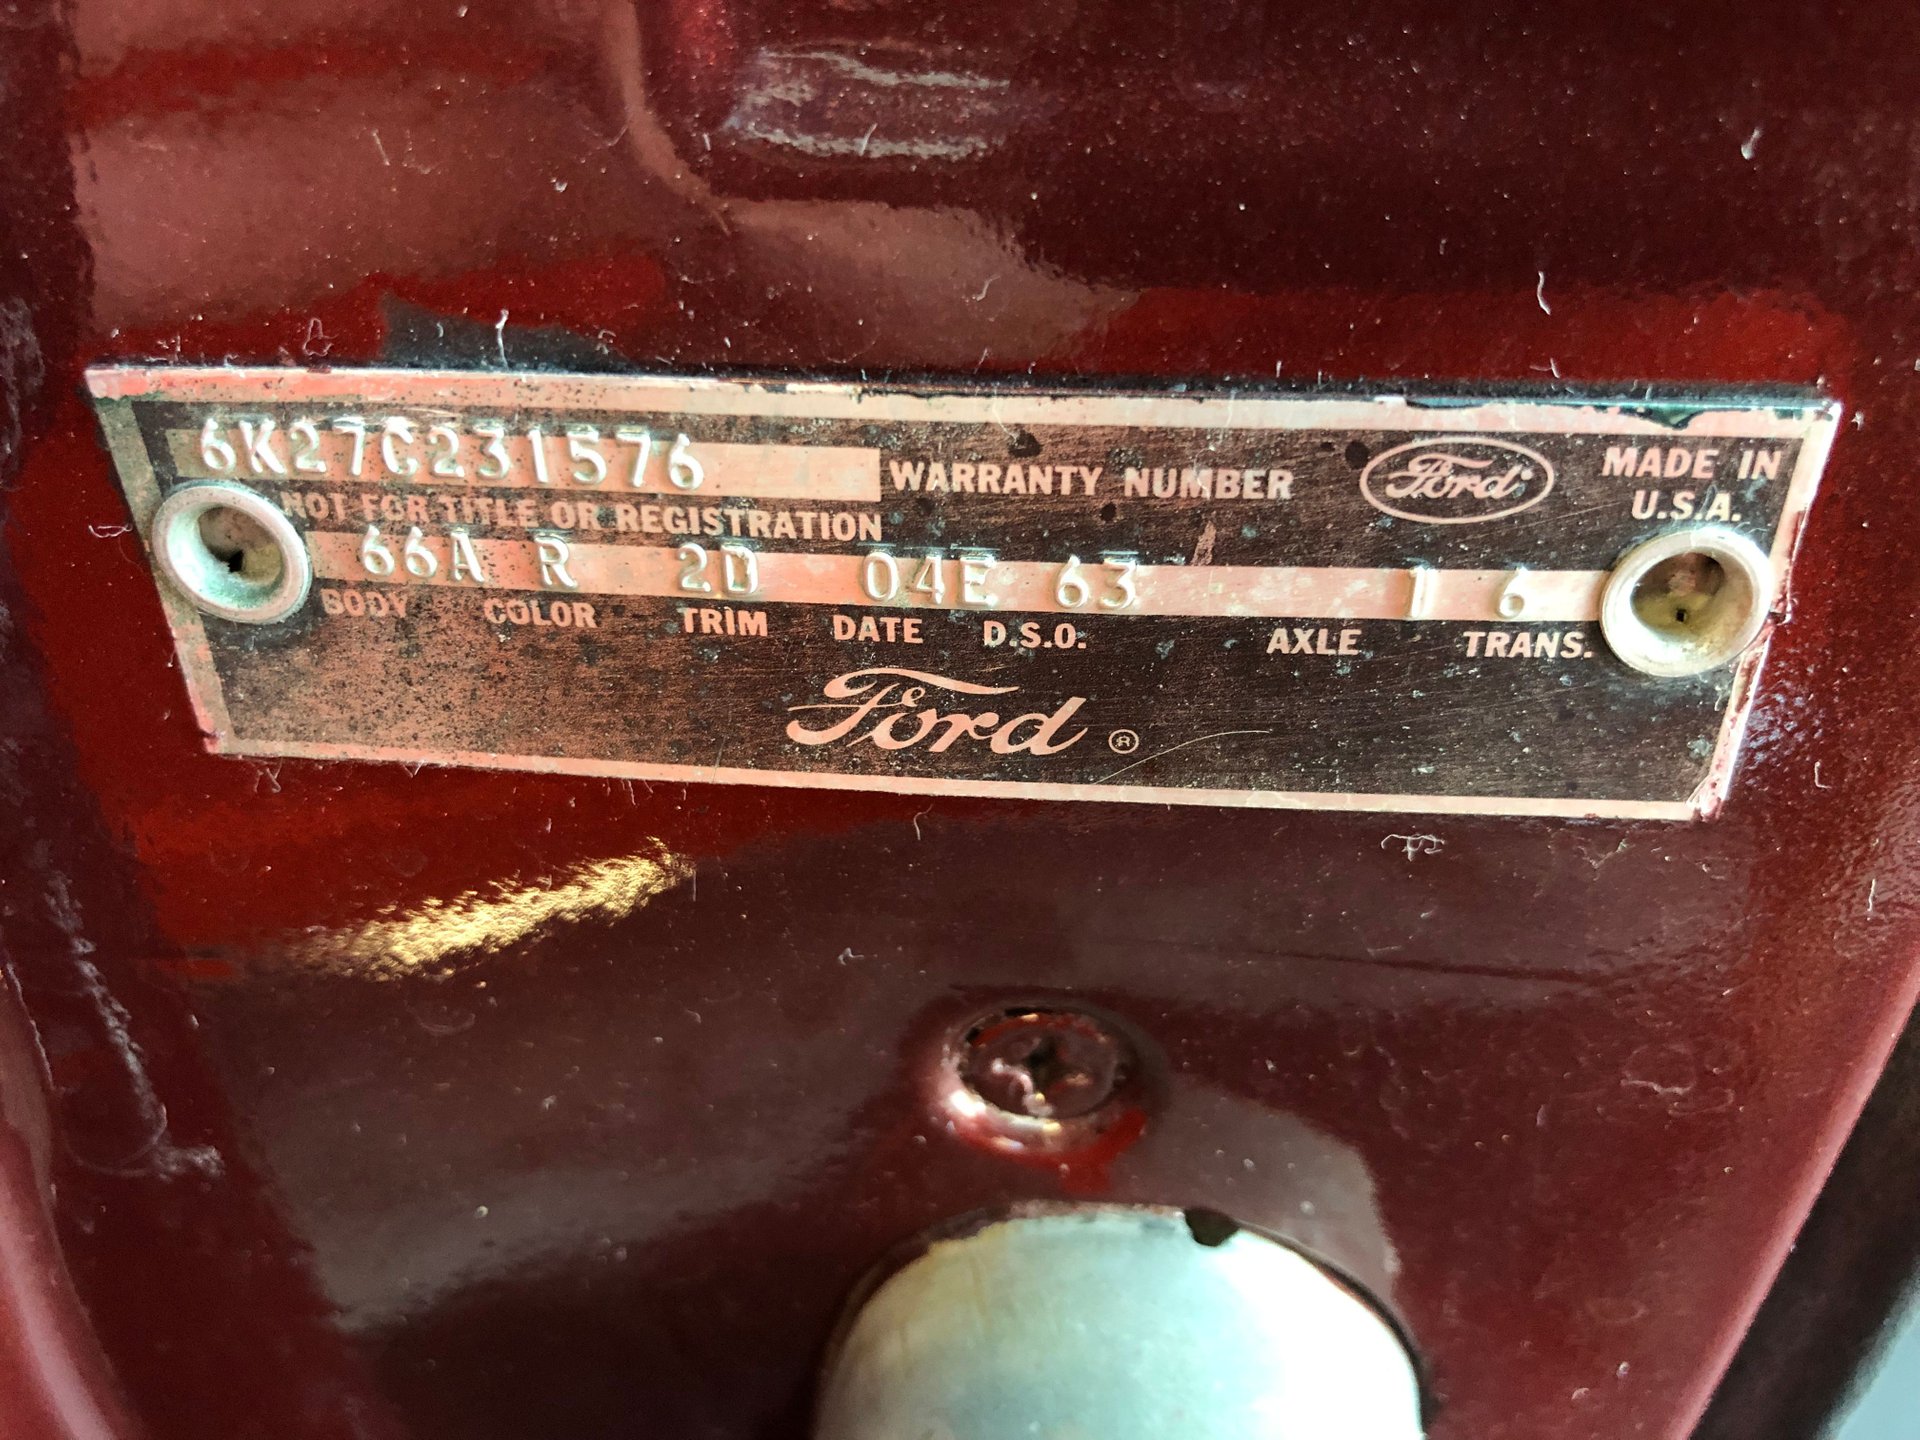 6K27C231576 WARRANTY NUMBER Ford MADE IN U.S.A.
NOT FOR TITLE OR REGISTRATION
66A R 2D 04E 63 1 6
BODY COLOR TRIM DATE D.S.O. AXLE TRANS.
Ford ®